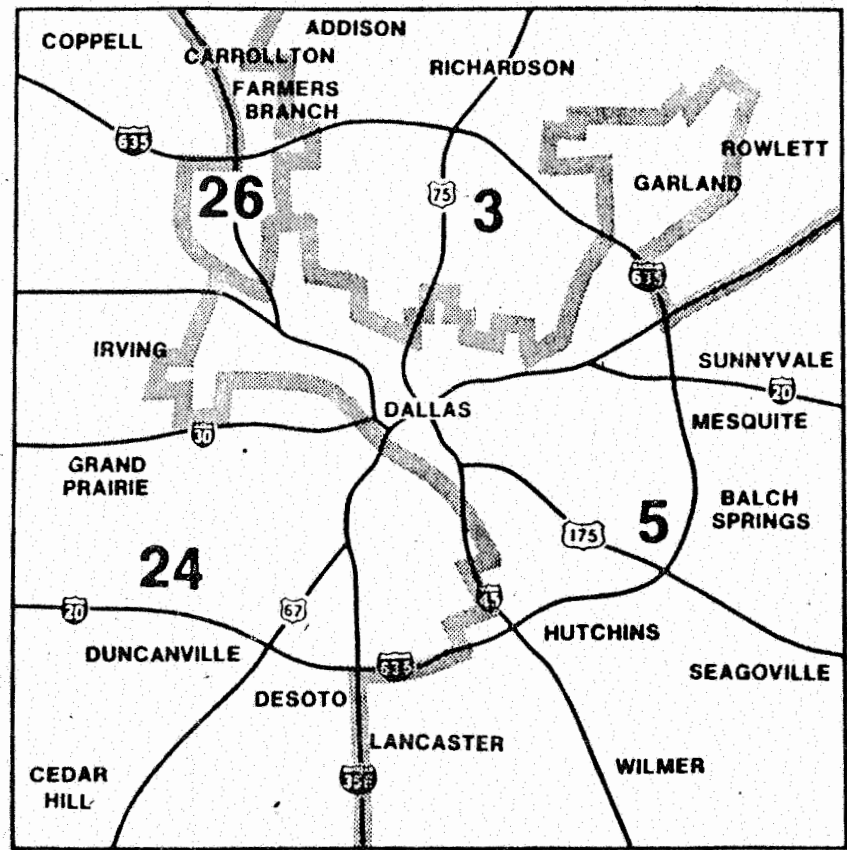 ADDISON
COPPELL
CARROLLTON
RICHARDSON
FARMERS
BRANCH
635
ROWLETT
GARLAND
26
75
3
635
IRVING
SUNNYVALE
20
DALLAS
MESQUITE
30
GRAND
PRAIRIE
BALCH
SPRINGS
5
175
24
20
67
45
HUTCHINS
DUNCANVILLE
635
SEAGOVILLE
DESOTO
LANCASTER
WILMER
CEDAR
HILL